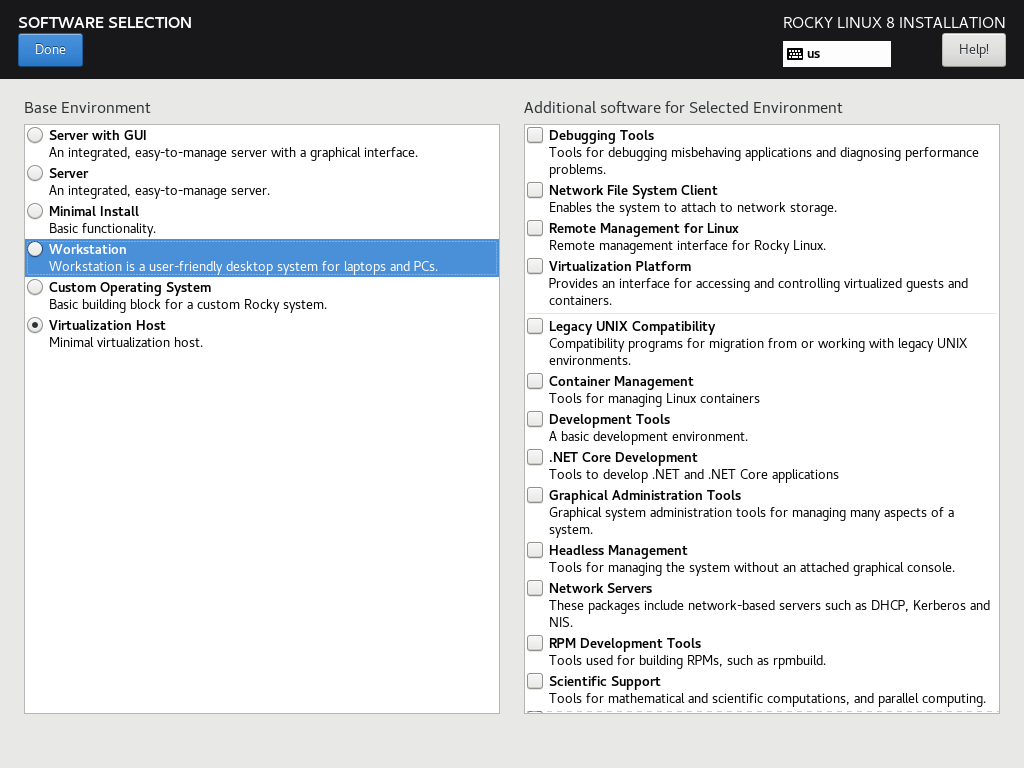 SOFTWARE SELECTION
ROCKY LINUX 8 INSTALLATION
Done
us
Help!
Base Environment
Server with GUI
An integrated, easy-to-manage server with a graphical interface.
Server
An integrated, easy-to-manage server.
Minimal Install
Basic functionality.
Workstation
Workstation is a user-friendly desktop system for laptops and PCs.
Custom Operating System
Basic building block for a custom Rocky system.
Virtualization Host
Minimal virtualization host.
Additional software for Selected Environment
Debugging Tools
Tools for debugging misbehaving applications and diagnosing performance
problems.
Network File System Client
Enables the system to attach to network storage.
Remote Management for Linux
Remote management interface for Rocky Linux.
Virtualization Platform
Provides an interface for accessing and controlling virtualized guests and
containers.
Legacy UNIX Compatibility
Compatibility programs for migration from or working with legacy UNIX
environments.
Container Management
Tools for managing Linux containers
Development Tools
A basic development environment.
.NET Core Development
Tools to develop .NET and .NET Core applications
Graphical Administration Tools
Graphical system administration tools for managing many aspects of a
system.
Headless Management
Tools for managing the system without an attached graphical console.
Network Servers
These packages include network-based servers such as DHCP, Kerberos and
NIS.
RPM Development Tools
Tools used for building RPMs, such as rpmbuild.
Scientific Support
Tools for mathematical and scientific computations, and parallel computing.